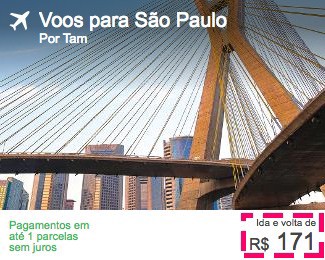 Voos para São Paulo
Por Tam
Pagamentos em
até 1 parcelas
sem juros
Ida e volta de
R$ 171